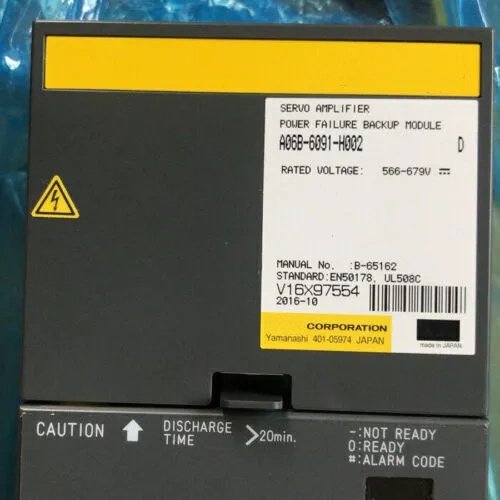 SERVO AMPLIFIER
POWER FAILURE BACKUP MODULE
A06B-6091-H002 D
RATED VOLTAGE: 566-679V
MANUAL No. :B-65162
STANDARD:EN50178, UL508C
V16X97554
2016-10
CORPORATION
Yamanashi 401-05974 JAPAN
made in JAPAN
CAUTION DISCHARGE TIME >20min.
-:NOT READY
0:READY
#:ALARM CODE